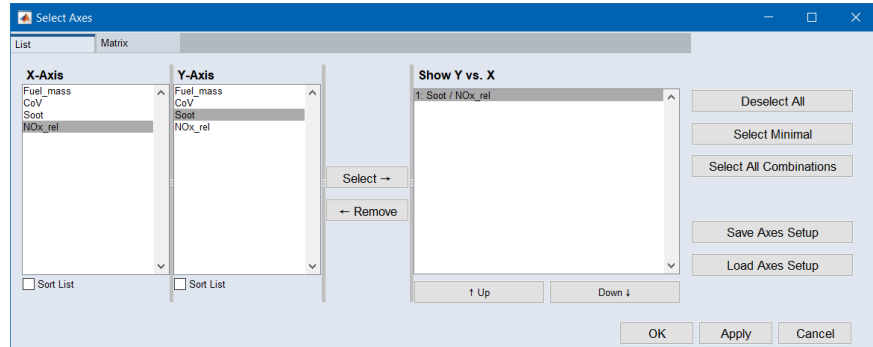 Select Axes
List
Matrix
X-Axis
Fuel_mass
CoV
Soot
NOx_rel
Sort List
Y-Axis
Fuel_mass
CoV
Soot
NOx_rel
Sort List
Select →
← Remove
Show Y vs. X
1: Soot / NOx_rel
↑ Up
Down ↓
Deselect All
Select Minimal
Select All Combinations
Save Axes Setup
Load Axes Setup
OK
Apply
Cancel